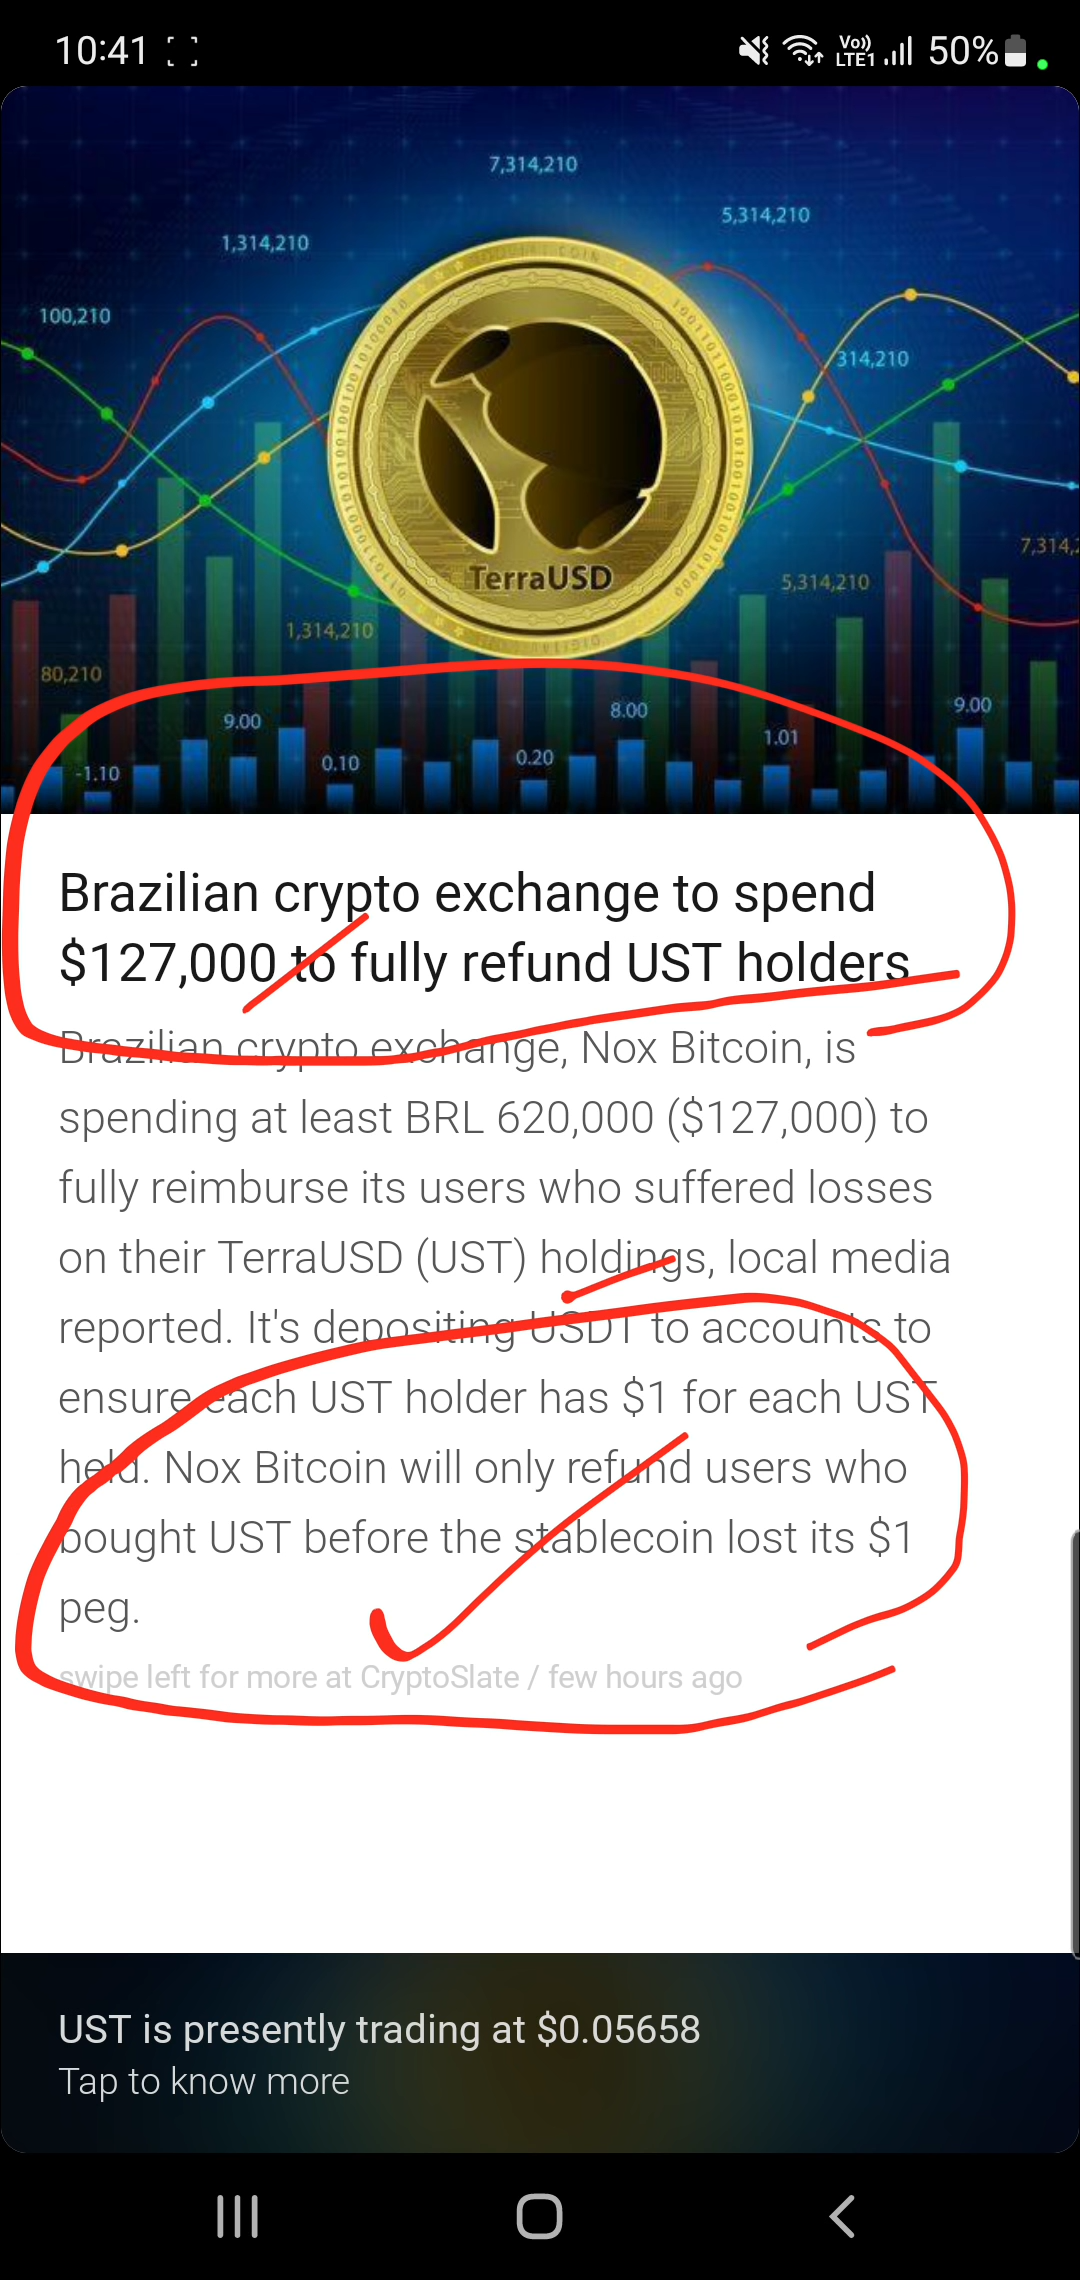 10:41
Vo)) LTE1 50%
7,314,210
5,314,210
1,314,210
100,210
314,210
TerraUSD
7,314,2
5,314,210
1,314,210
80,210
9.00
8.00
9.00
1.01
0.20
0.10
-1.10
Brazilian crypto exchange to spend
$127,000 to fully refund UST holders
Brazilian crypto exchange, Nox Bitcoin, is
spending at least BRL 620,000 ($127,000) to
fully reimburse its users who suffered losses
on their TerraUSD (UST) holdings, local media
reported. It's depositing USDT to accounts to
ensure each UST holder has $1 for each UST
held. Nox Bitcoin will only refund users who
bought UST before the stablecoin lost its $1
peg.
swipe left for more at CryptoSlate / few hours ago
UST is presently trading at $0.05658
Tap to know more